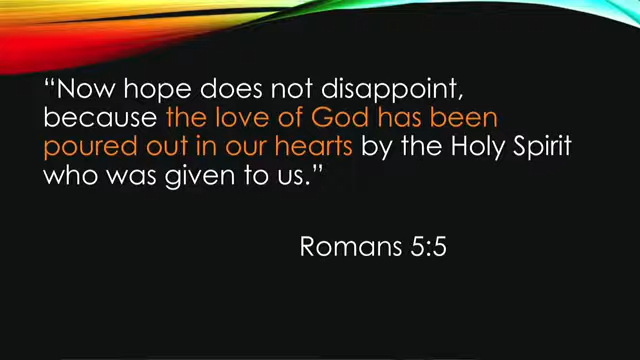 “Now hope does not disappoint,
because the love of God has been
poured out in our hearts by the Holy Spirit
who was given to us.”
Romans 5:5